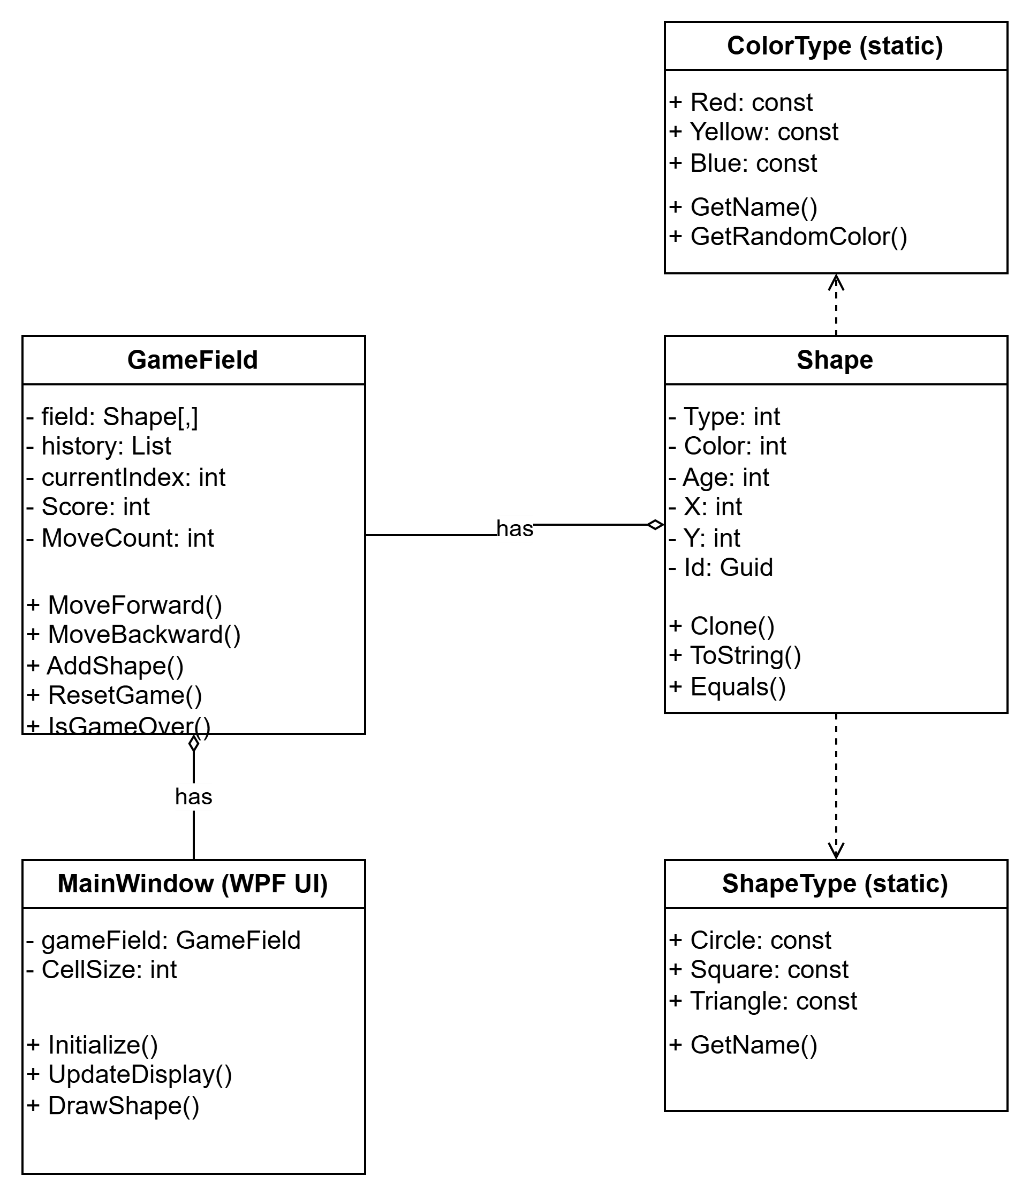 ColorType (static)
+ Red: const
+ Yellow: const
+ Blue: const
+ GetName()
+ GetRandomColor()
GameField
- field: Shape[,]
- history: List
- currentIndex: int
- Score: int
- MoveCount: int
+ MoveForward()
+ MoveBackward()
+ AddShape()
+ ResetGame()
+ IsGameOver()
has
Shape
- Type: int
- Color: int
- Age: int
- X: int
- Y: int
- Id: Guid
+ Clone()
+ ToString()
+ Equals()
has
MainWindow (WPF UI)
- gameField: GameField
- CellSize: int
+ Initialize()
+ UpdateDisplay()
+ DrawShape()
ShapeType (static)
+ Circle: const
+ Square: const
+ Triangle: const
+ GetName()